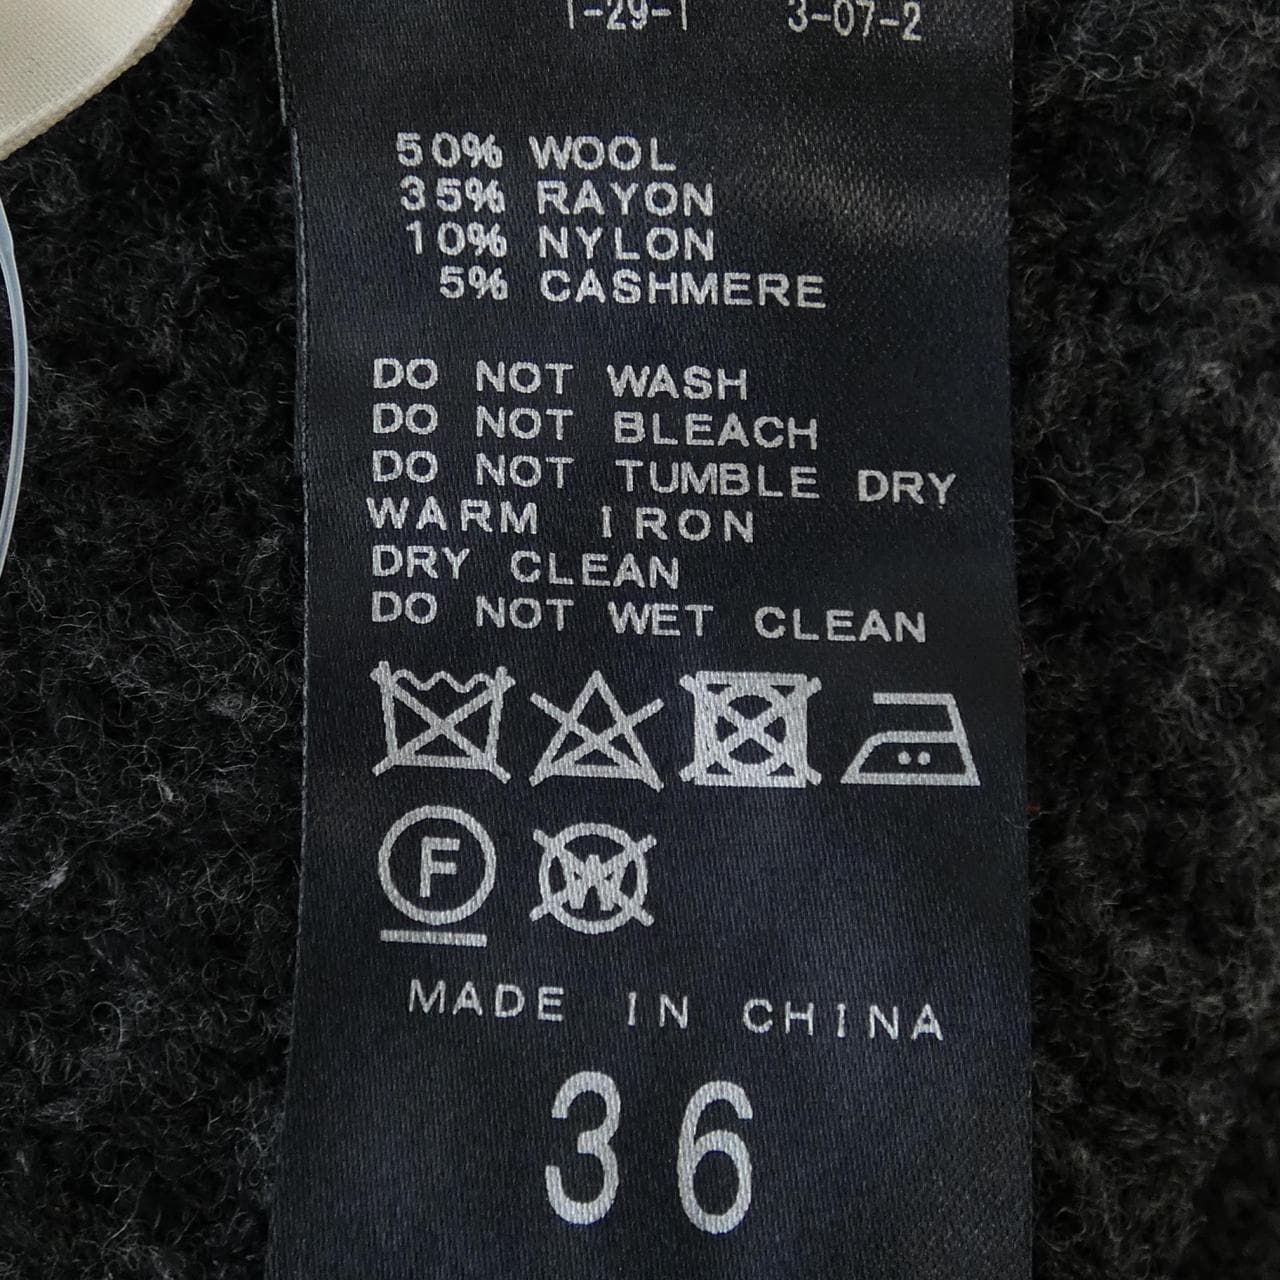 1-29-1 3-07-2
50% WOOL
35% RAYON
10% NYLON
5% CASHMERE
DO NOT WASH
DO NOT BLEACH
DO NOT TUMBLE DRY
WARM IRON
DRY CLEAN
DO NOT WET CLEAN
F W
MADE IN CHINA
36